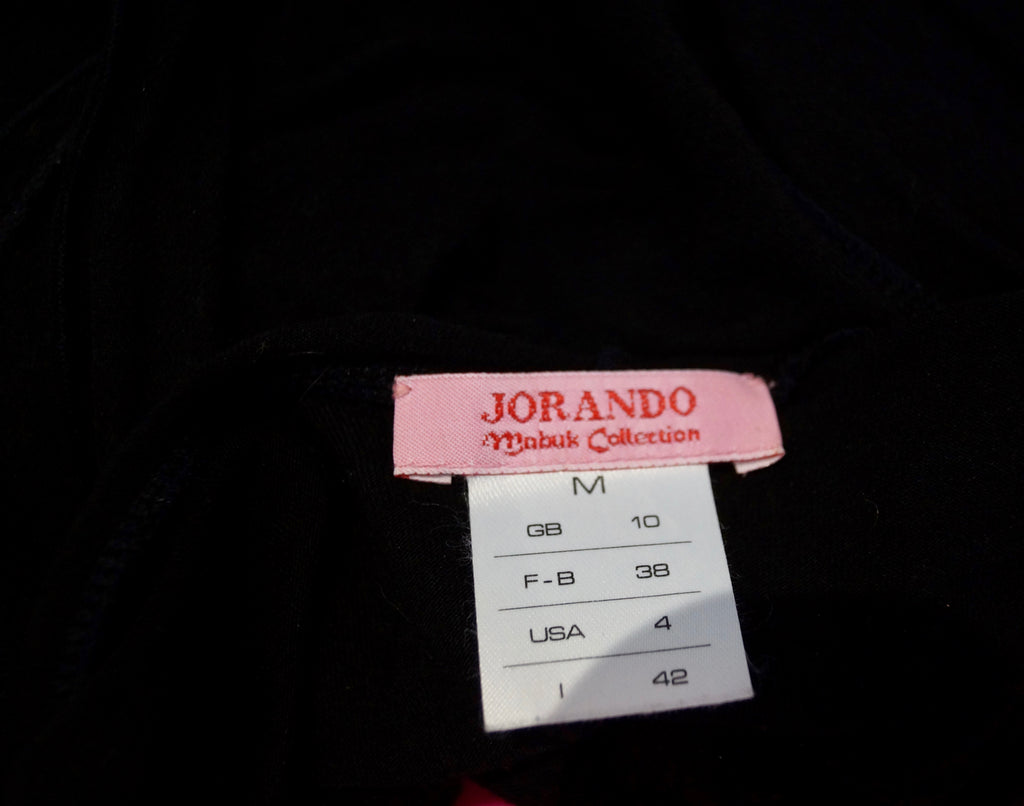 JORANDO
Mabuk Collection
M
GB 10
F-B 38
USA 4
I 42